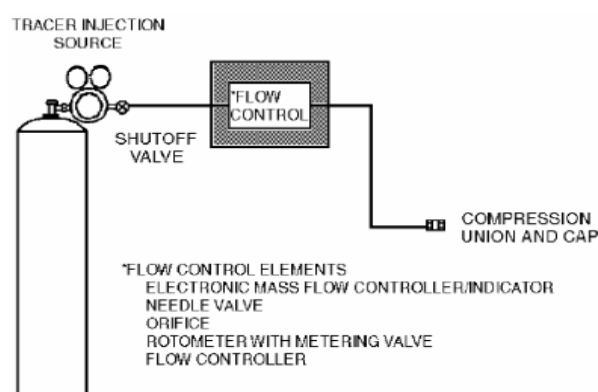 TRACER INJECTION
SOURCE
*FLOW
CONTROL
SHUTOFF
VALVE
COMPRESSION
UNION AND CAP
*FLOW CONTROL ELEMENTS
ELECTRONIC MASS FLOW CONTROLLER/INDICATOR
NEEDLE VALVE
ORIFICE
ROTOMETER WITH METERING VALVE
FLOW CONTROLLER